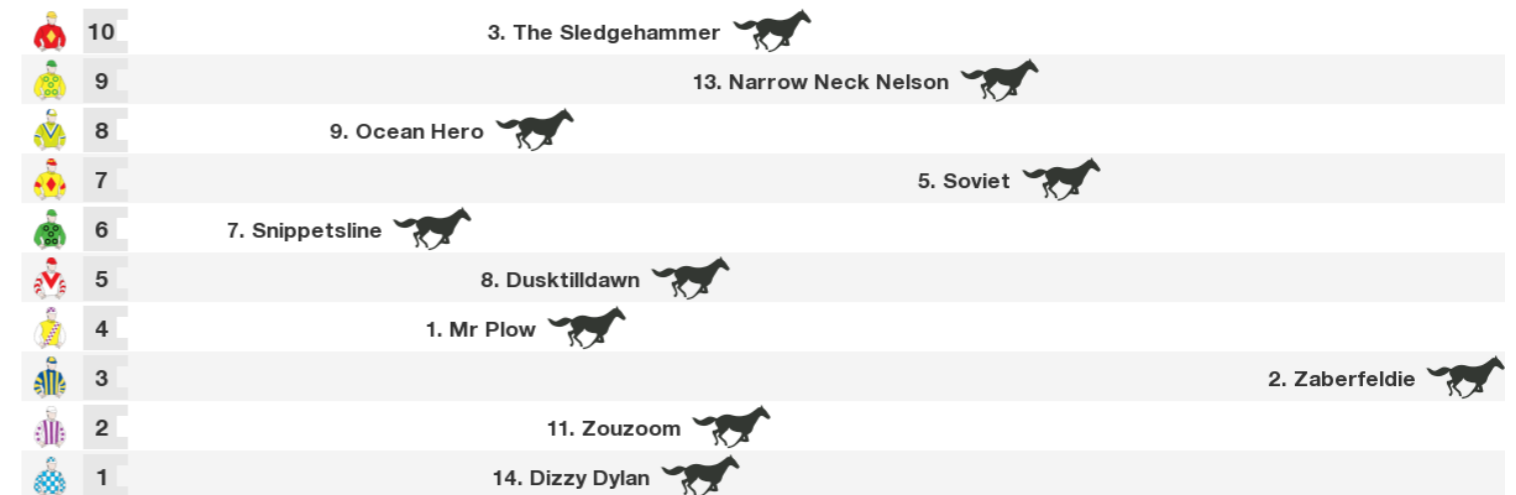 10 3. The Sledgehammer
9 13. Narrow Neck Nelson
8 9. Ocean Hero
7 5. Soviet
6 7. Snippetsline
5 8. Dusktilldawn
4 1. Mr Plow
3 2. Zaberfeldie
2 11. Zouzoom
1 14. Dizzy Dylan